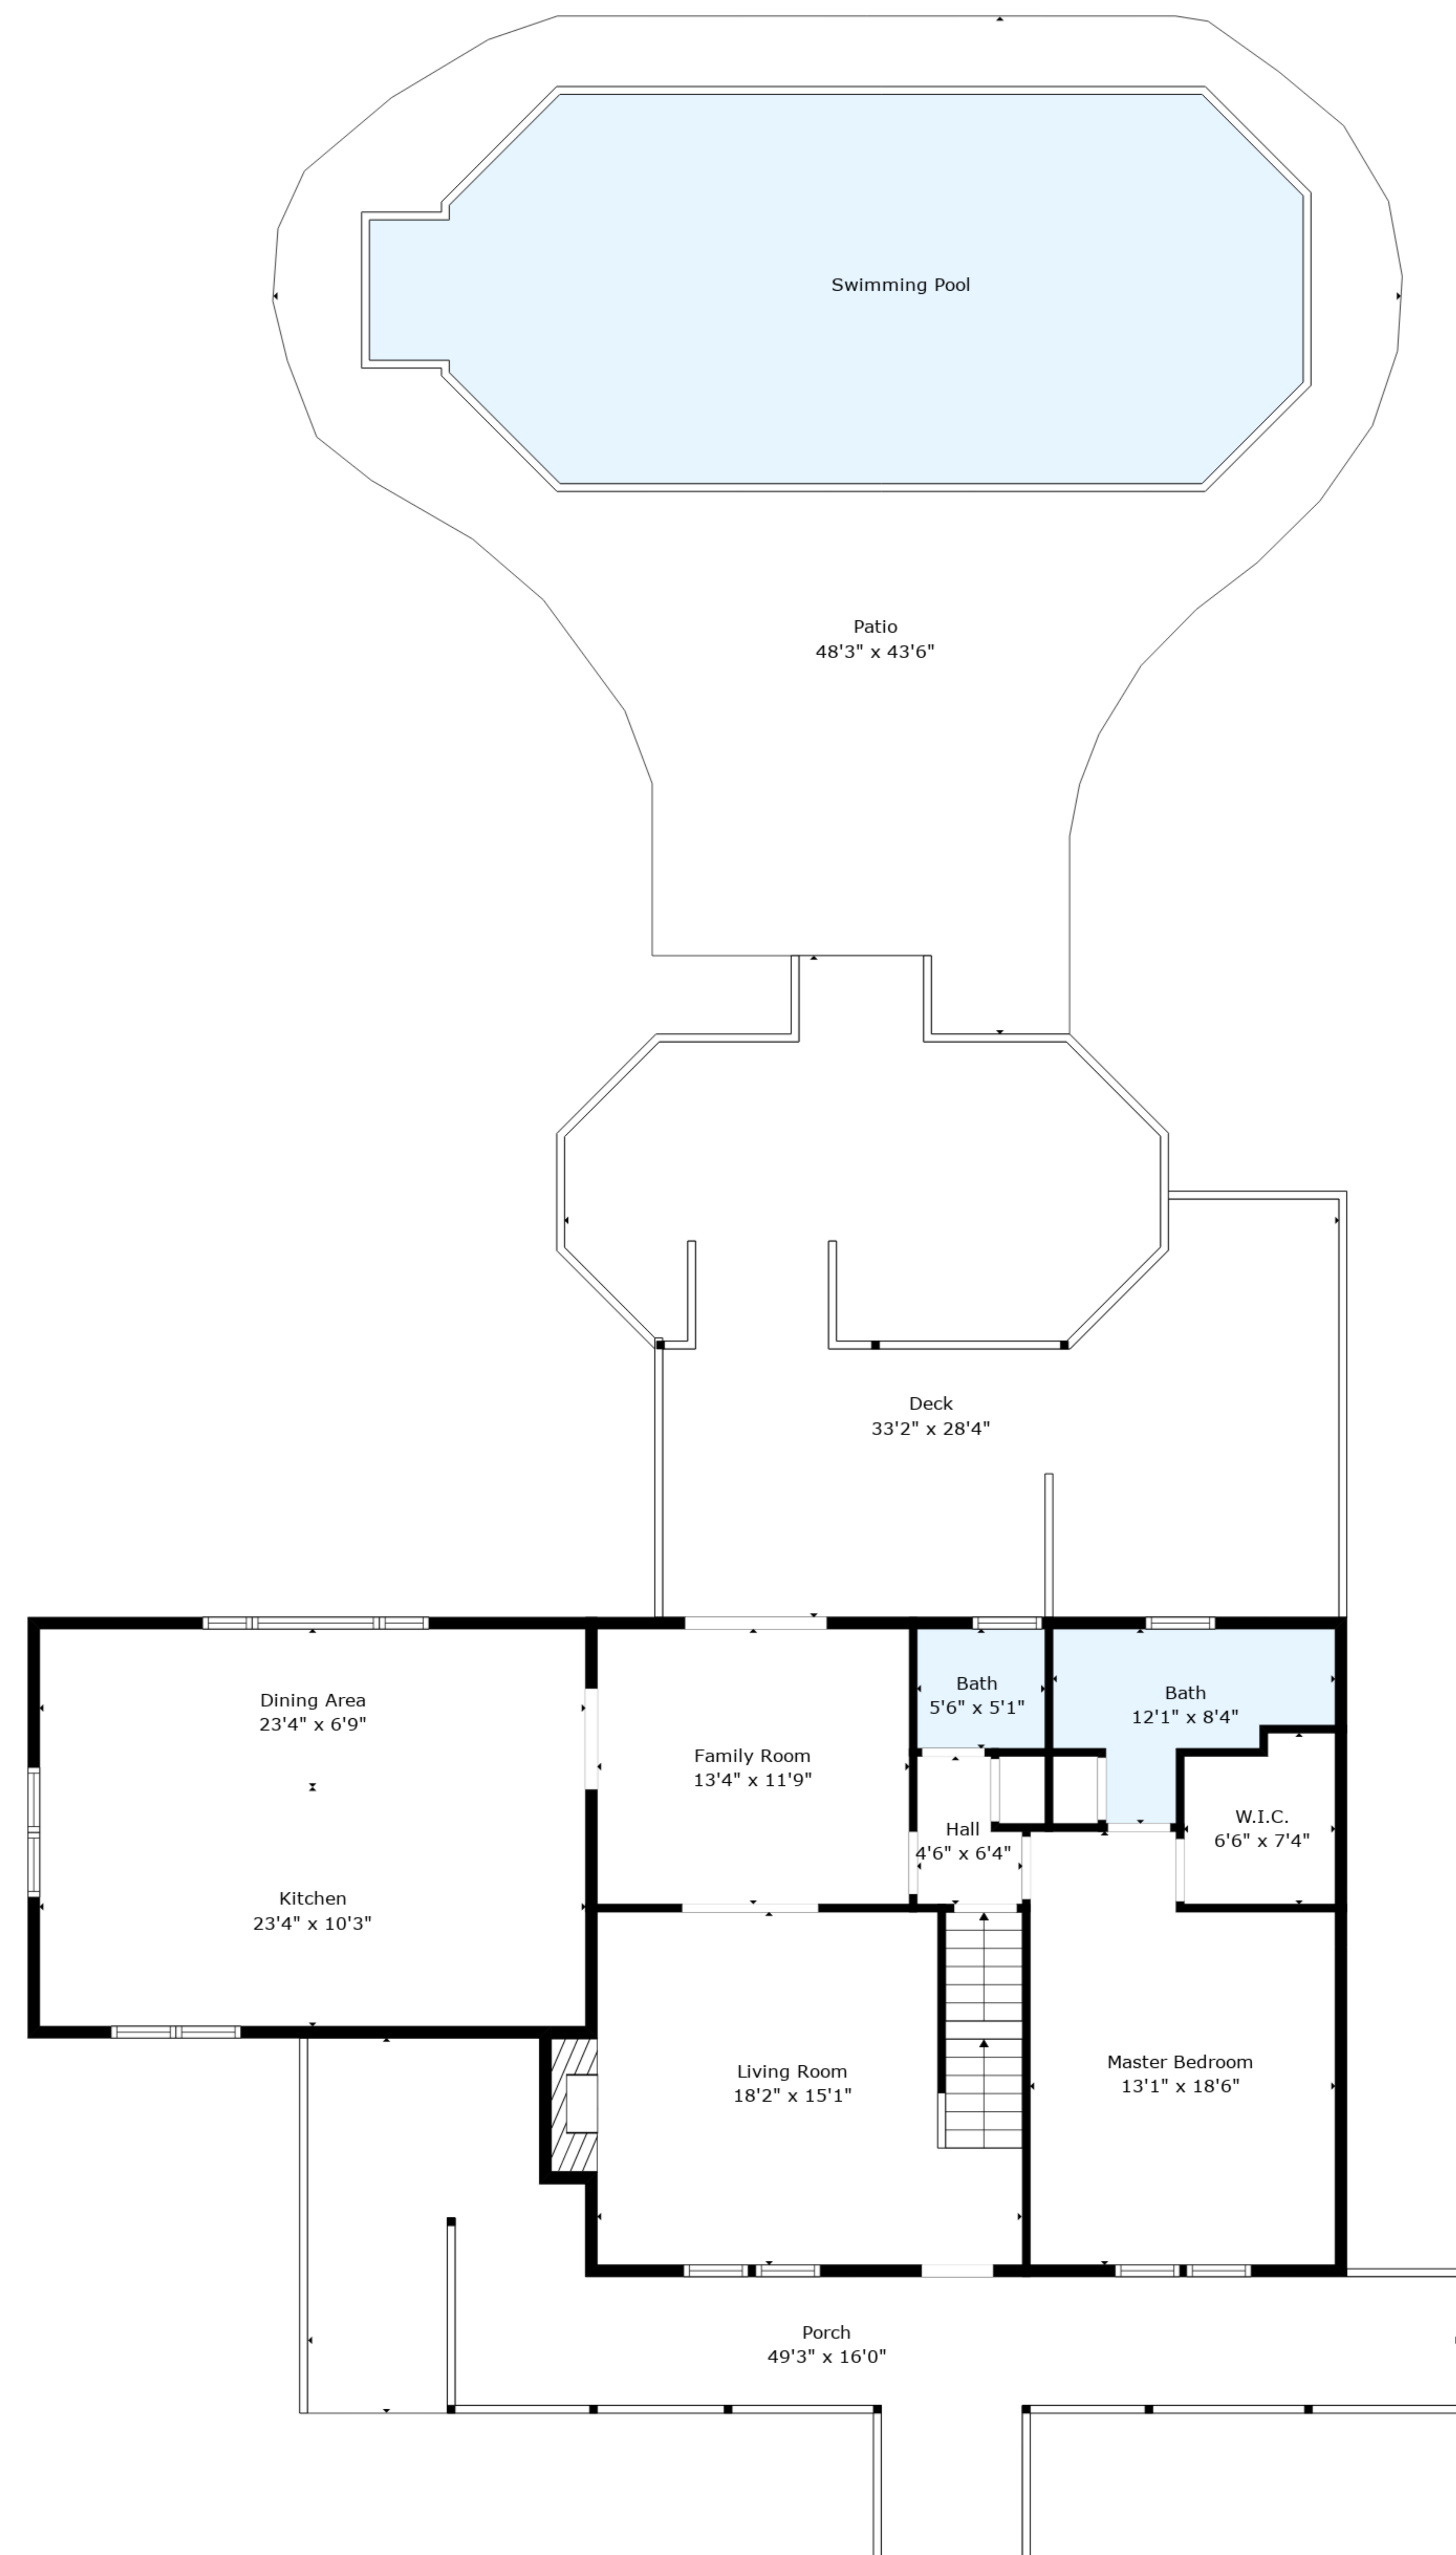 Swimming Pool
Patio
48'3" x 43'6"
Deck
33'2" x 28'4"
Dining Area
23'4" x 6'9"
Family Room
13'4" x 11'9"
Bath
5'6" x 5'1"
Bath
12'1" x 8'4"
Hall
4'6" x 6'4"
W.I.C.
6'6" x 7'4"
Kitchen
23'4" x 10'3"
Living Room
18'2" x 15'1"
Master Bedroom
13'1" x 18'6"
Porch
49'3" x 16'0"